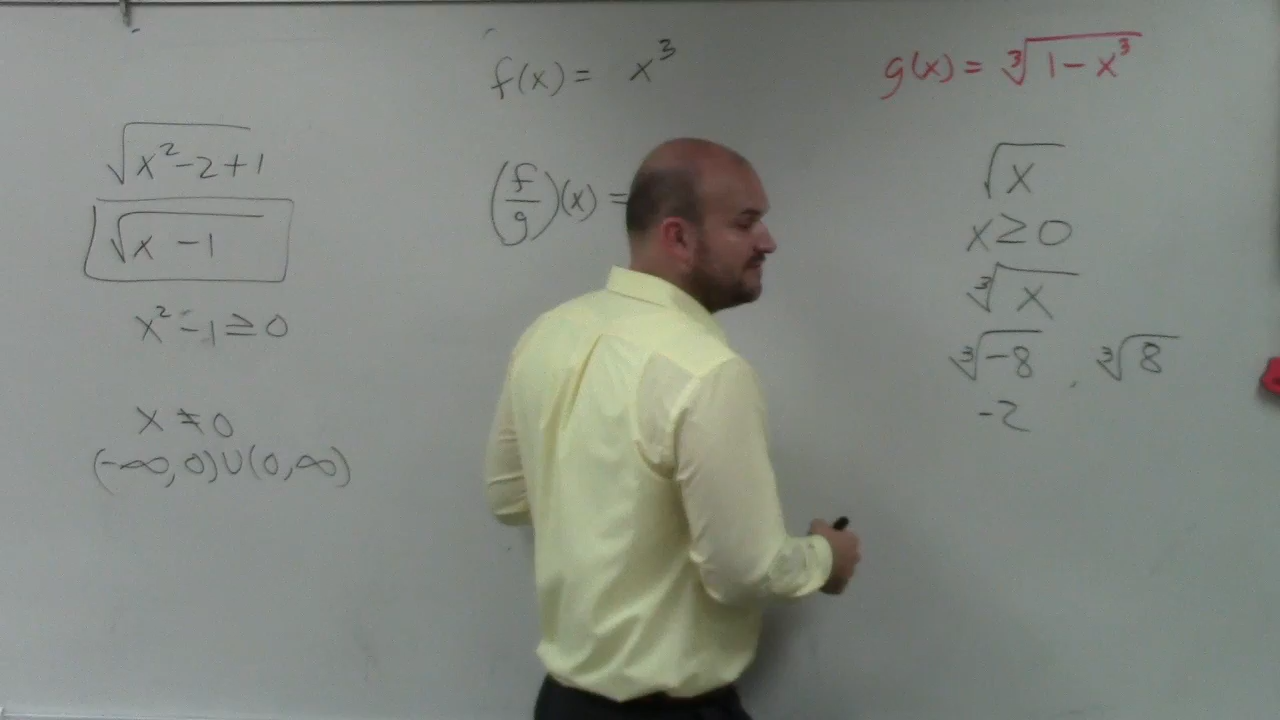 √x²-2+1
√x -1
x²-1≥0
x≠0
(-∞,0)∪(0,∞)
f(x)= x³
(f/g)(x)=
g(x)=∛1-x³
√x
x≥0
∛x
∛-8 , ∛8
-2